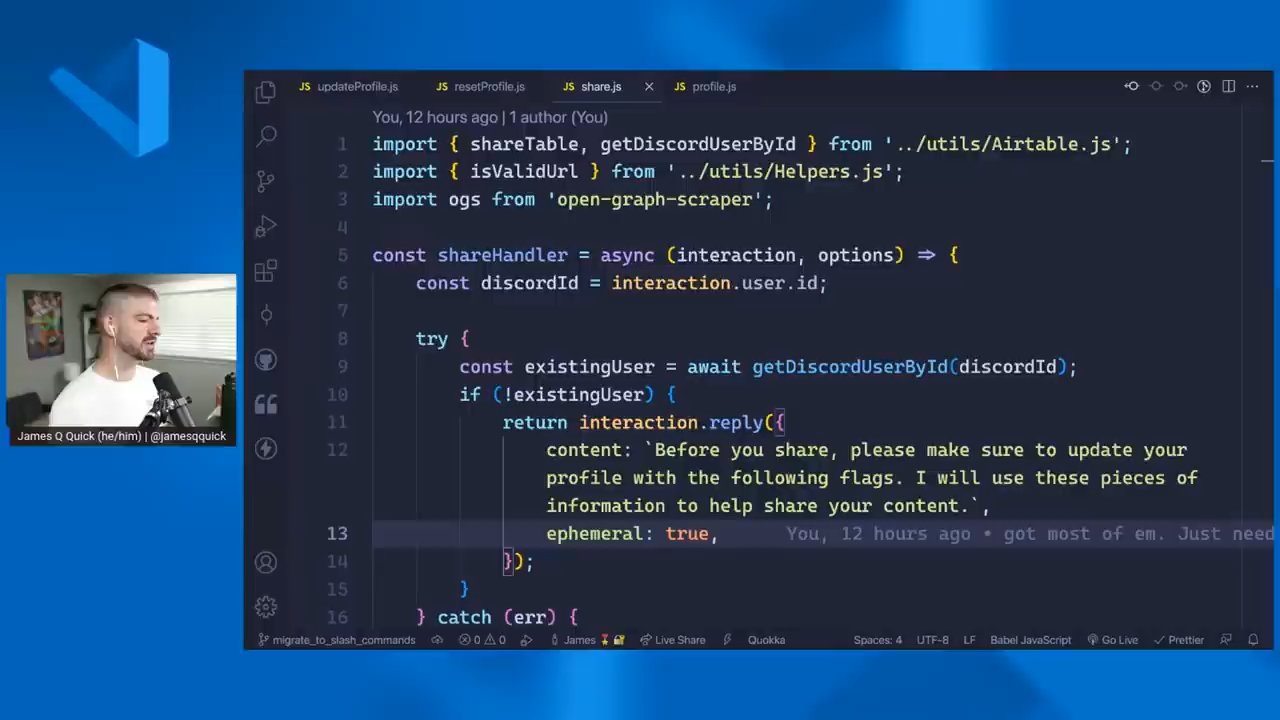 updateProfile.js
resetProfile.js
share.js
profile.js
You, 12 hours ago | 1 author (You)
1 import { shareTable, getDiscordUserById } from '../utils/Airtable.js';
2 import { isValidUrl } from '../utils/Helpers.js';
3 import ogs from 'open-graph-scraper';
4
5 const shareHandler = async (interaction, options) => {
6 const discordId = interaction.user.id;
7
8 try {
9 const existingUser = await getDiscordUserById(discordId);
10 if (!existingUser) {
11 return interaction.reply({
12 content: `Before you share, please make sure to update your
profile with the following flags. I will use these pieces of
information to help share your content.`,
13 ephemeral: true, You, 12 hours ago • got most of em. Just need
14 });
15 }
16 } catch (err) {
James Q Quick (he/him) | @jamesqquick
migrate_to_slash_commands 0 0 James Live Share Quokka Spaces: 4 UTF-8 LF Babel JavaScript Go Live Prettier